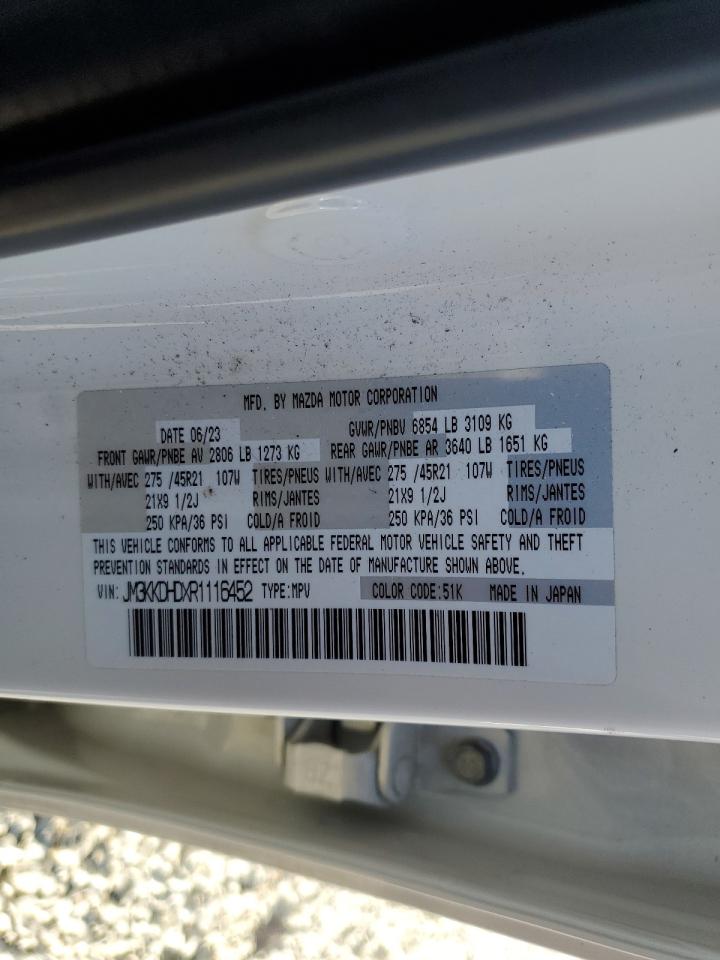 MFD. BY MAZDA MOTOR CORPORATION
DATE 06/23 GVWR/PNBV 6854 LB 3109 KG
FRONT GAWR/PNBE AV 2806 LB 1273 KG REAR GAWR/PNBE AR 3640 LB 1651 KG
WITH/AVEC 275 /45R21 107W TIRES/PNEUS WITH/AVEC 275 /45R21 107W TIRES/PNEUS
21X9 1/2J RIMS/JANTES 21X9 1/2J RIMS/JANTES
250 KPA/36 PSI COLD/A FROID 250 KPA/36 PSI COLD/A FROID
THIS VEHICLE CONFORMS TO ALL APPLICABLE FEDERAL MOTOR VEHICLE SAFETY AND THEFT
PREVENTION STANDARDS IN EFFECT ON THE DATE OF MANUFACTURE SHOWN ABOVE.
VIN: JM3KKDHDXR1116452 TYPE:MPV COLOR CODE:51K MADE IN JAPAN